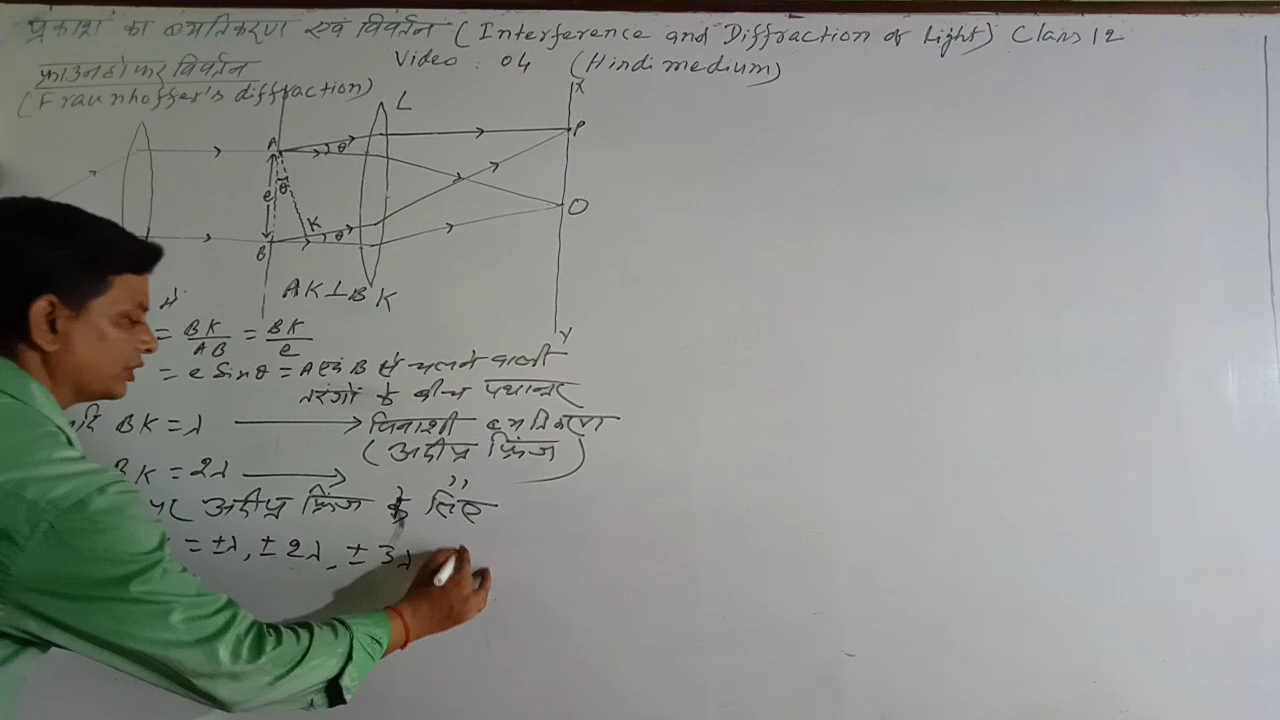 प्रकाश का व्यतिकरण एवं विवर्तन (Interference and Diffraction of Light) Class 12
Video : 04 (Hindi medium)
फ्राउनहोफर विवर्तन
(Fraunhoffer's diffraction)
L
X
A
θ
P
e
θ
K
θ
O
B
AK⊥BK
Y
में
= BK/AB = BK/e
= e Sinθ = A एवं B से चलने वाली
तरंगों के बीच पथान्तर
यदि BK = λ → विनाशी व्यतिकरण
(अदीप्त फ्रिंज)
BK = 2λ → ,,
पर अदीप्त फ्रिंज के लिए
= ±λ, ±2λ, ±3λ